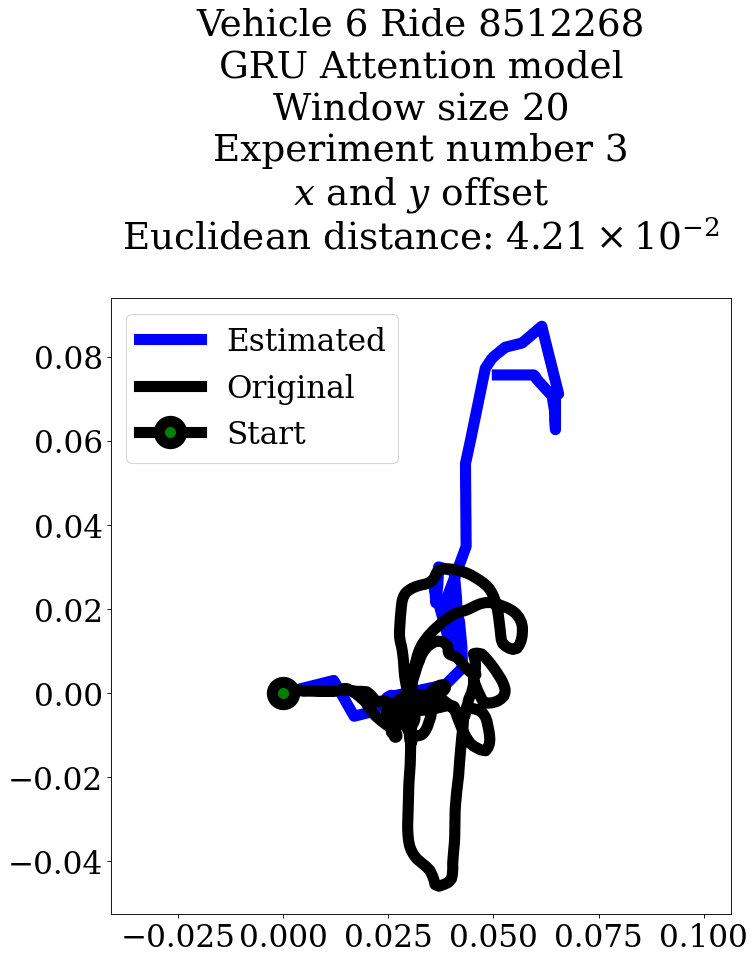 Vehicle 6 Ride 8512268
GRU Attention model
Window size 20
Experiment number 3
x and y offset
Euclidean distance: 4.21 × 10⁻²
Estimated
Original
Start
0.08
0.06
0.04
0.02
0.00
−0.02
−0.04
−0.025 0.000 0.025 0.050 0.075 0.100